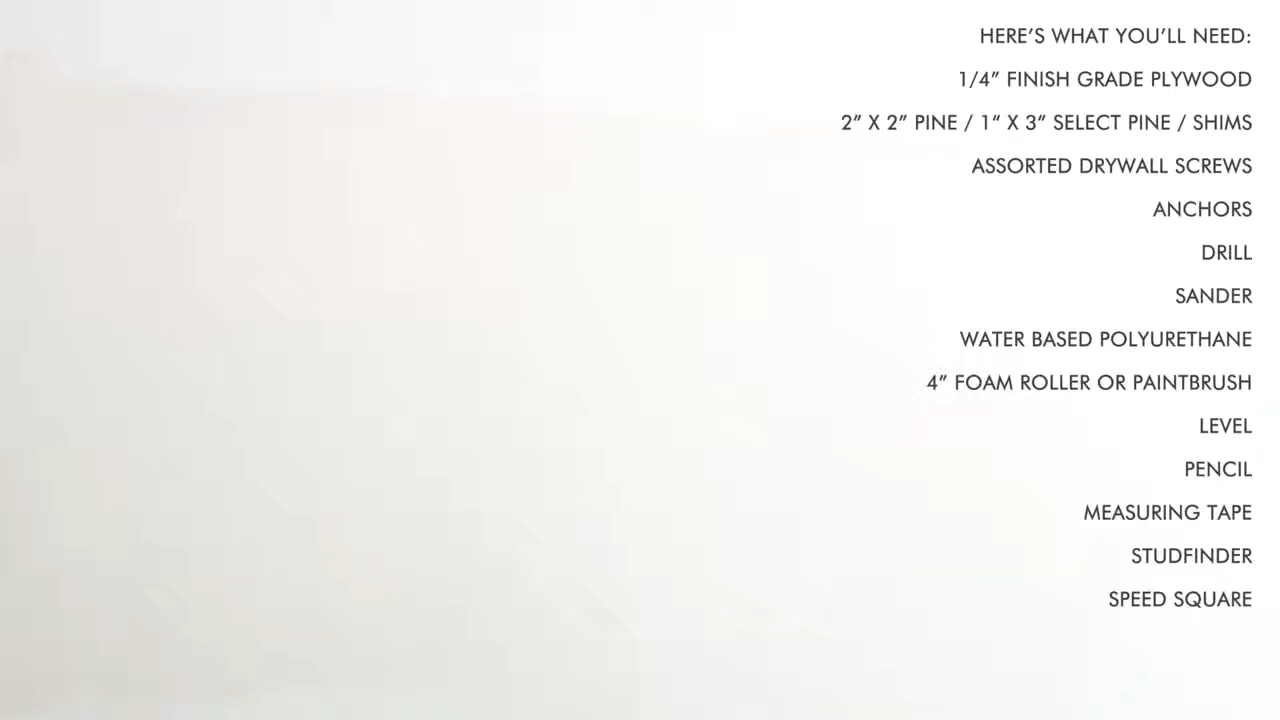 HERE’S WHAT YOU’LL NEED:
1/4” FINISH GRADE PLYWOOD
2” X 2” PINE / 1” X 3” SELECT PINE / SHIMS
ASSORTED DRYWALL SCREWS
ANCHORS
DRILL
SANDER
WATER BASED POLYURETHANE
4” FOAM ROLLER OR PAINTBRUSH
LEVEL
PENCIL
MEASURING TAPE
STUDFINDER
SPEED SQUARE